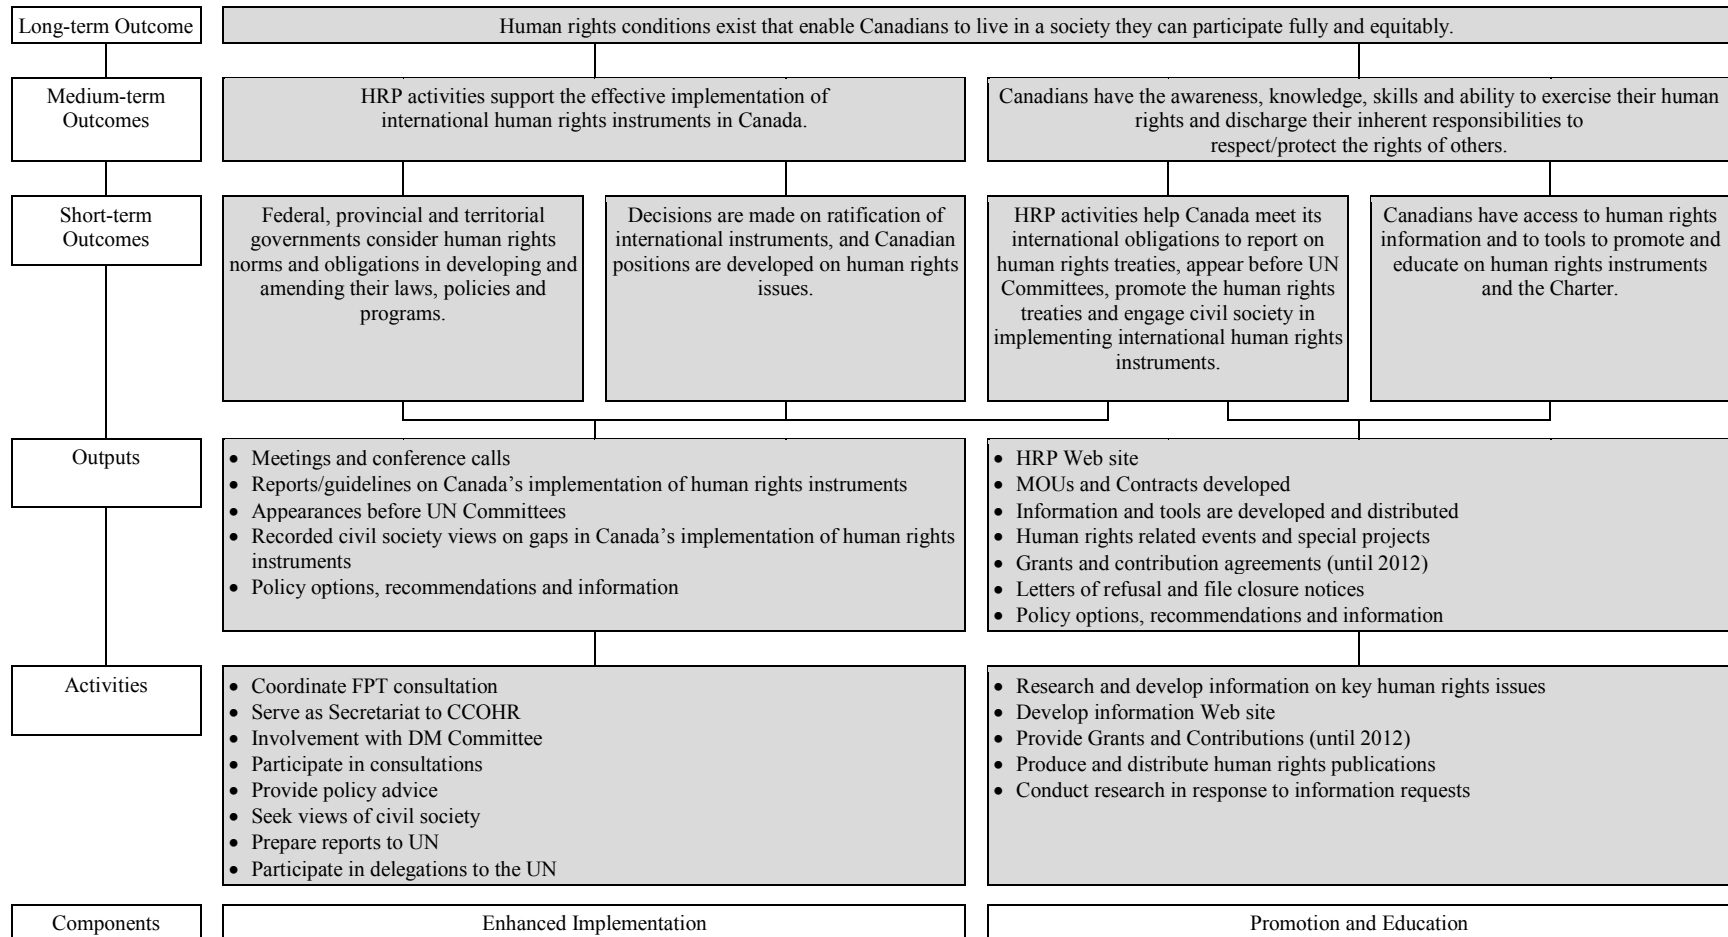 Long-term Outcome
Human rights conditions exist that enable Canadians to live in a society they can participate fully and equitably.
Medium-term
Outcomes
HRP activities support the effective implementation of
international human rights instruments in Canada.
Canadians have the awareness, knowledge, skills and ability to exercise their human
rights and discharge their inherent responsibilities to
respect/protect the rights of others.
Short-term
Outcomes
Federal, provincial and territorial
governments consider human rights
norms and obligations in developing and
amending their laws, policies and
programs.
Decisions are made on ratification of
international instruments, and Canadian
positions are developed on human rights
issues.
HRP activities help Canada meet its
international obligations to report on
human rights treaties, appear before UN
Committees, promote the human rights
treaties and engage civil society in
implementing international human rights
instruments.
Canadians have access to human rights
information and to tools to promote and
educate on human rights instruments
and the Charter.
Outputs
• Meetings and conference calls
• Reports/guidelines on Canada’s implementation of human rights instruments
• Appearances before UN Committees
• Recorded civil society views on gaps in Canada’s implementation of human rights
instruments
• Policy options, recommendations and information
• HRP Web site
• MOUs and Contracts developed
• Information and tools are developed and distributed
• Human rights related events and special projects
• Grants and contribution agreements (until 2012)
• Letters of refusal and file closure notices
• Policy options, recommendations and information
Activities
• Coordinate FPT consultation
• Serve as Secretariat to CCOHR
• Involvement with DM Committee
• Participate in consultations
• Provide policy advice
• Seek views of civil society
• Prepare reports to UN
• Participate in delegations to the UN
• Research and develop information on key human rights issues
• Develop information Web site
• Provide Grants and Contributions (until 2012)
• Produce and distribute human rights publications
• Conduct research in response to information requests
Components
Enhanced Implementation
Promotion and Education